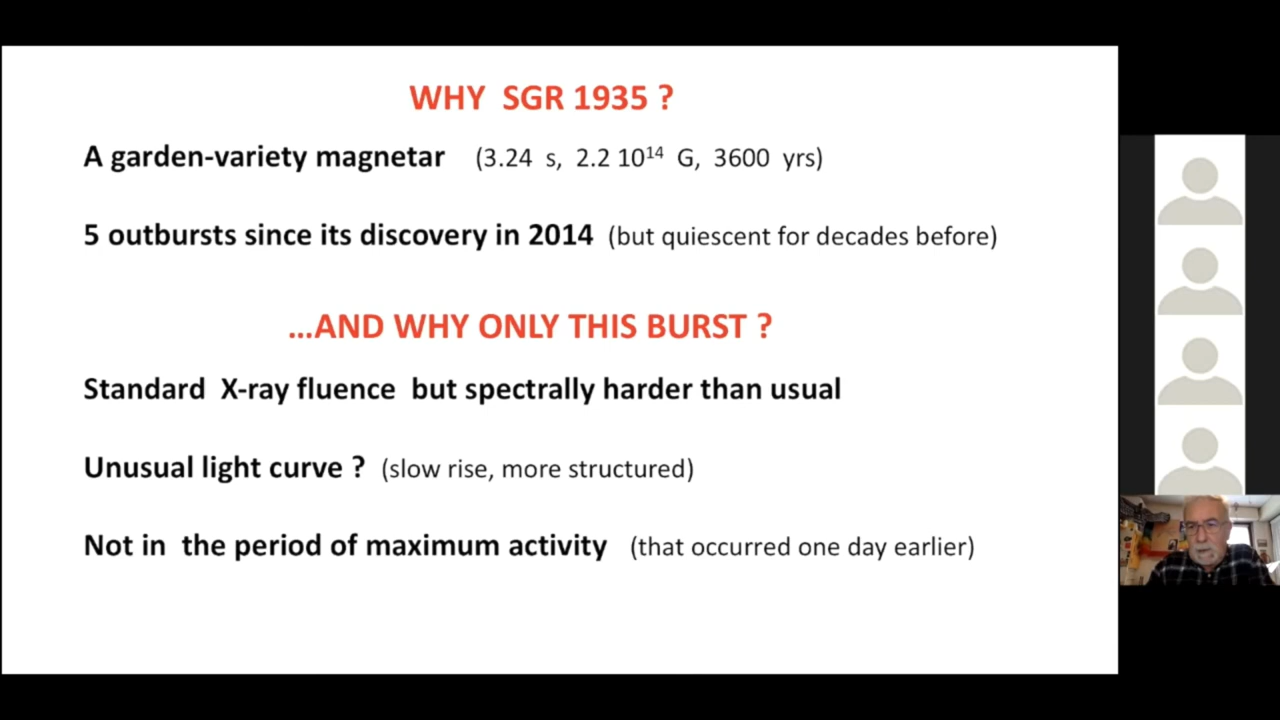 WHY SGR 1935 ?
A garden-variety magnetar (3.24 s, 2.2 10¹⁴ G, 3600 yrs)
5 outbursts since its discovery in 2014 (but quiescent for decades before)
...AND WHY ONLY THIS BURST ?
Standard X-ray fluence but spectrally harder than usual
Unusual light curve ? (slow rise, more structured)
Not in the period of maximum activity (that occurred one day earlier)